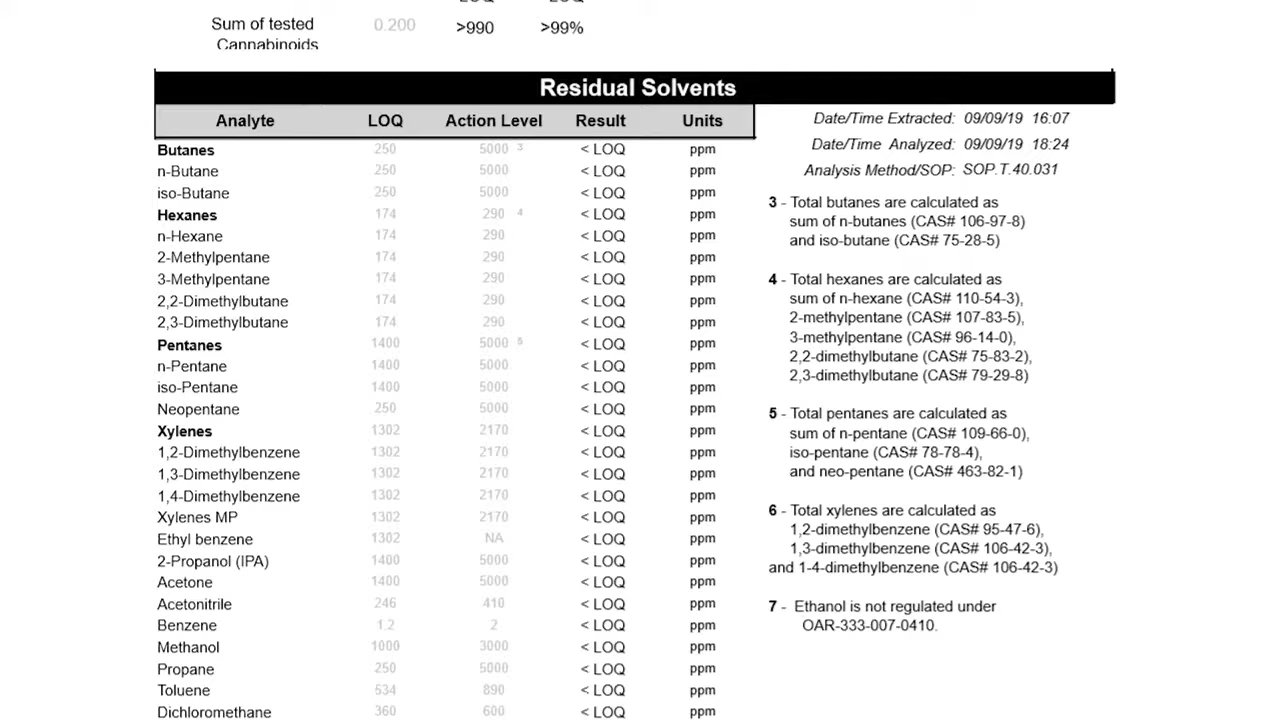 Sum of tested 0.200 >990 >99%
Cannabinoids
Residual Solvents
Analyte LOQ Action Level Result Units
Butanes 250 5000 3 < LOQ ppm
n-Butane 250 5000 < LOQ ppm
iso-Butane 250 5000 < LOQ ppm
Hexanes 174 290 4 < LOQ ppm
n-Hexane 174 290 < LOQ ppm
2-Methylpentane 174 290 < LOQ ppm
3-Methylpentane 174 290 < LOQ ppm
2,2-Dimethylbutane 174 290 < LOQ ppm
2,3-Dimethylbutane 174 290 < LOQ ppm
Pentanes 1400 5000 5 < LOQ ppm
n-Pentane 1400 5000 < LOQ ppm
iso-Pentane 1400 5000 < LOQ ppm
Neopentane 250 5000 < LOQ ppm
Xylenes 1302 2170 < LOQ ppm
1,2-Dimethylbenzene 1302 2170 < LOQ ppm
1,3-Dimethylbenzene 1302 2170 < LOQ ppm
1,4-Dimethylbenzene 1302 2170 < LOQ ppm
Xylenes MP 1302 2170 < LOQ ppm
Ethyl benzene 1302 NA < LOQ ppm
2-Propanol (IPA) 1400 5000 < LOQ ppm
Acetone 1400 5000 < LOQ ppm
Acetonitrile 246 410 < LOQ ppm
Benzene 1.2 2 < LOQ ppm
Methanol 1000 3000 < LOQ ppm
Propane 250 5000 < LOQ ppm
Toluene 534 890 < LOQ ppm
Dichloromethane 360 600 < LOQ ppm
Date/Time Extracted: 09/09/19 16:07
Date/Time Analyzed: 09/09/19 18:24
Analysis Method/SOP: SOP.T.40.031
3 - Total butanes are calculated as
sum of n-butanes (CAS# 106-97-8)
and iso-butane (CAS# 75-28-5)
4 - Total hexanes are calculated as
sum of n-hexane (CAS# 110-54-3),
2-methylpentane (CAS# 107-83-5),
3-methylpentane (CAS# 96-14-0),
2,2-dimethylbutane (CAS# 75-83-2),
2,3-dimethylbutane (CAS# 79-29-8)
5 - Total pentanes are calculated as
sum of n-pentane (CAS# 109-66-0),
iso-pentane (CAS# 78-78-4),
and neo-pentane (CAS# 463-82-1)
6 - Total xylenes are calculated as
1,2-dimethylbenzene (CAS# 95-47-6),
1,3-dimethylbenzene (CAS# 106-42-3),
and 1-4-dimethylbenzene (CAS# 106-42-3)
7 - Ethanol is not regulated under
OAR-333-007-0410.